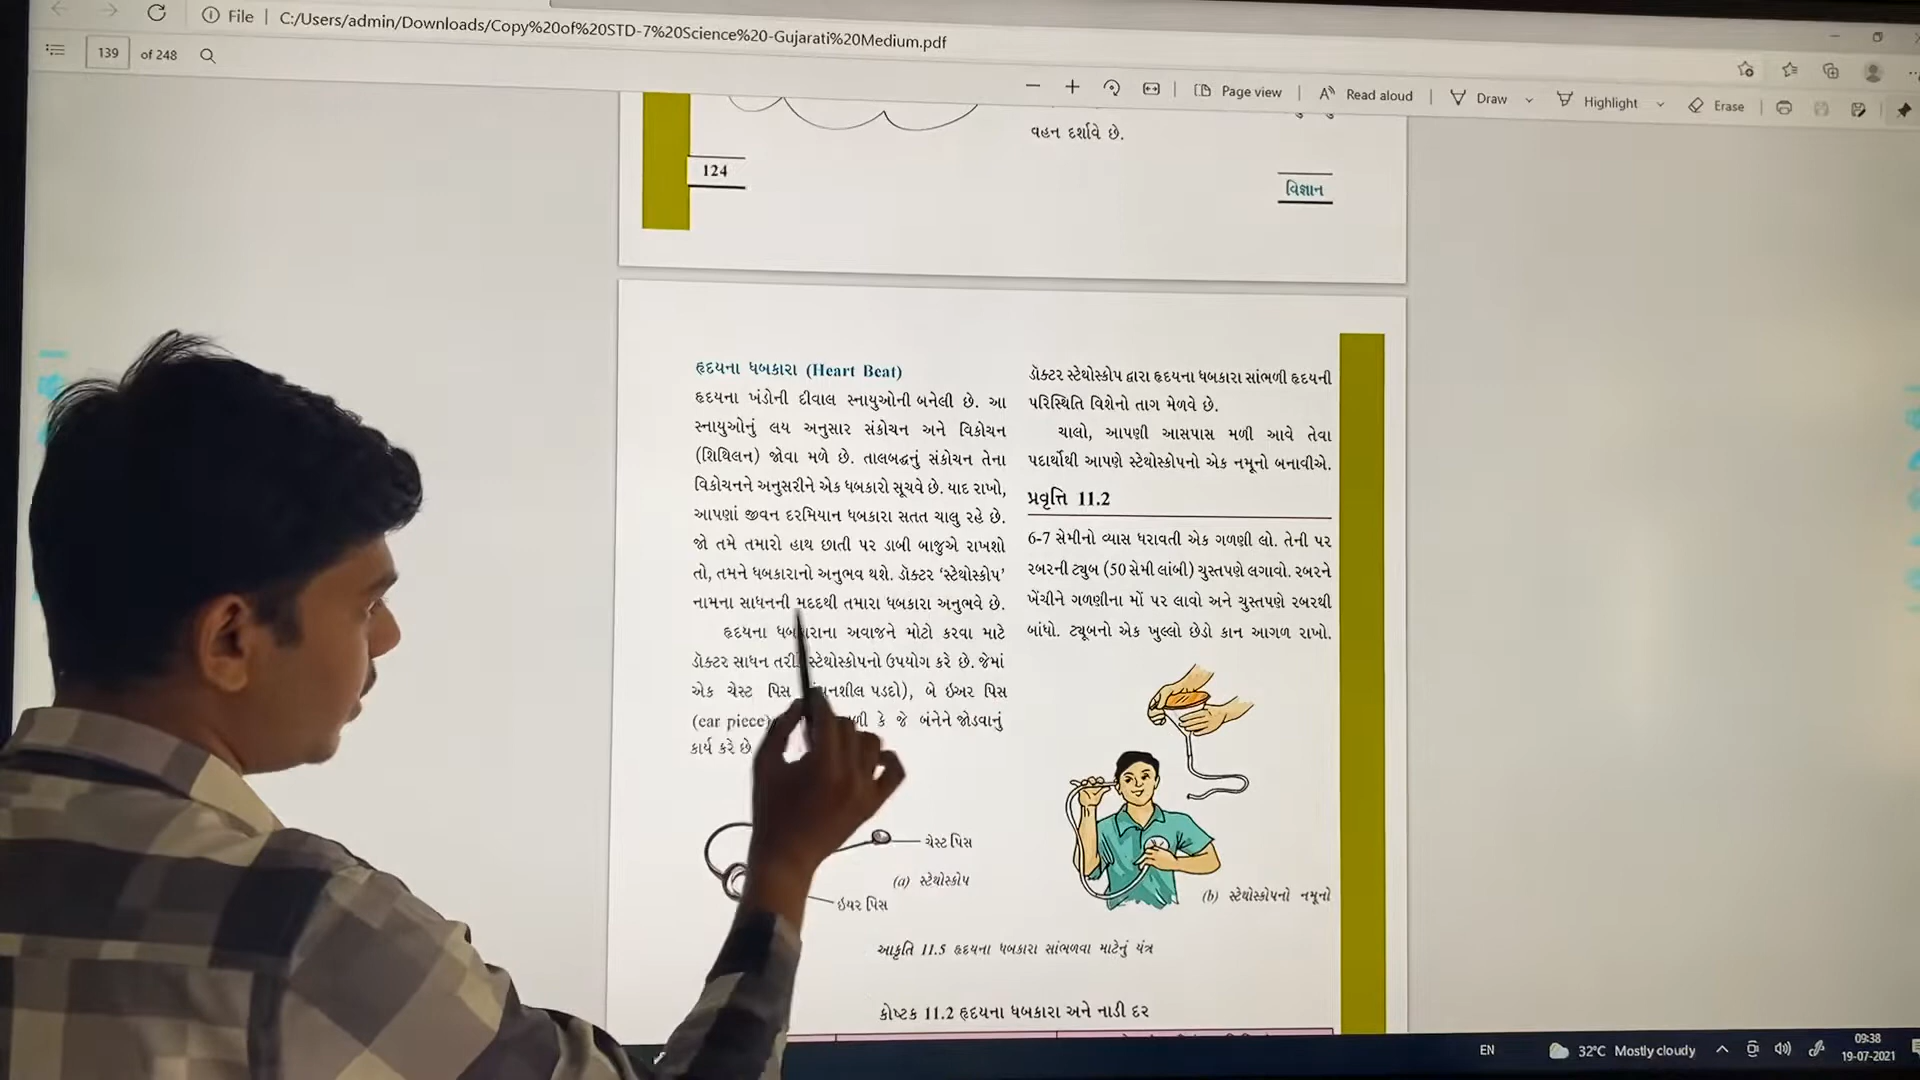 File | C:/Users/admin/Downloads/Copy%20of%20STD-7%20Science%20-Gujarati%20Medium.pdf
139 of 248
Page view | Read aloud | Draw Highlight Erase
વહન દર્શાવે છે.
124
વિજ્ઞાન
હૃદયના ધબકારા (Heart Beat)
હૃદયના ખંડોની દીવાલ સ્નાયુઓની બનેલી છે. આ
સ્નાયુઓનું લય અનુસાર સંકોચન અને વિકોચન
(શિથિલન) જોવા મળે છે. તાલબદ્ધનું સંકોચન તેના
વિકોચનને અનુસરીને એક ધબકારો સૂચવે છે. યાદ રાખો,
આપણાં જીવન દરમિયાન ધબકારા સતત ચાલુ રહે છે.
જો તમે તમારો હાથ છાતી પર ડાબી બાજુએ રાખશો
તો, તમને ધબકારાનો અનુભવ થશે. ડૉક્ટર ‘સ્ટેથોસ્કોપ’
નામના સાધનની મદદથી તમારા ધબકારા અનુભવે છે.
હૃદયના ધબકારાના અવાજને મોટો કરવા માટે
ડૉક્ટર સાધન સ્ટેથોસ્કોપનો ઉપયોગ કરે છે. જેમાં
એક ચેસ્ટ પિસ પડદો), બે ઇઅર પિસ
(ear piece) કે જે બંનેને જોડવાનું
કાર્ય કરે છે
ચેસ્ટ પિસ
(a) સ્ટેથોસ્કોપ
ઇયર પિસ
ડૉક્ટર સ્ટેથોસ્કોપ દ્વારા હૃદયના ધબકારા સાંભળી હૃદયની
પરિસ્થિતિ વિશેનો તાગ મેળવે છે.
ચાલો, આપણી આસપાસ મળી આવે તેવા
પદાર્થોથી આપણે સ્ટેથોસ્કોપનો એક નમૂનો બનાવીએ.
પ્રવૃત્તિ 11.2
6-7 સેમીનો વ્યાસ ધરાવતી એક ગળણી લો. તેની પર
રબરની ટ્યુબ (50 સેમી લાંબી) ચુસ્તપણે લગાવો. રબરને
ખેંચીને ગળણીના મોં પર લાવો અને ચુસ્તપણે રબરથી
બાંધો. ટ્યૂબનો એક ખુલ્લો છેડો કાન આગળ રાખો.
(b) સ્ટેથોસ્કોપનો નમૂનો
આકૃતિ 11.5 હૃદયના ધબકારા સાંભળવા માટેનું યંત્ર
કોષ્ટક 11.2 હૃદયના ધબકારા અને નાડી દર
EN 32°C Mostly cloudy 09:38
19-07-2021